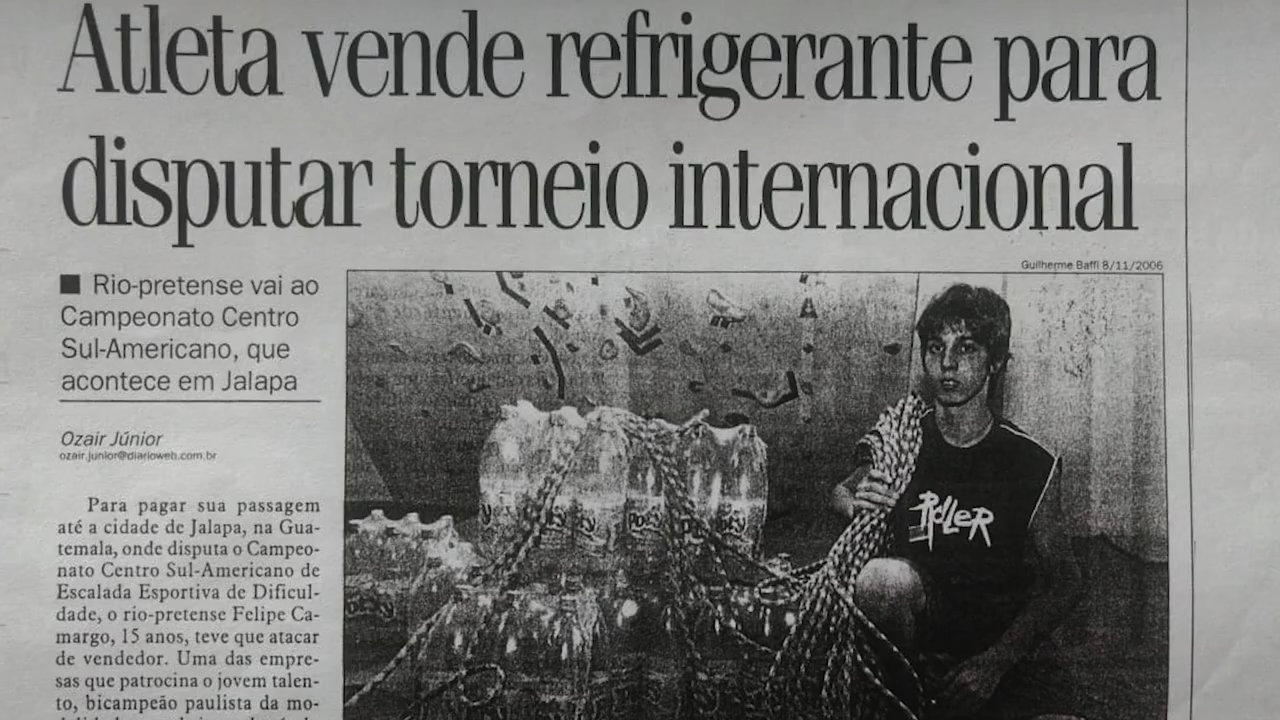 Atleta vende refrigerante para
disputar torneio internacional
Guilherme Baffi 8/11/2006
■ Rio-pretense vai ao
Campeonato Centro
Sul-Americano, que
acontece em Jalapa
Ozair Júnior
ozair.junior@diarioweb.com.br
Para pagar sua passagem
até a cidade de Jalapa, na Gua-
temala, onde disputa o Campeo-
nato Centro Sul-Americano de
Escalada Esportiva de Dificul-
dade, o rio-pretense Felipe Ca-
margo, 15 anos, teve que atacar
de vendedor. Uma das empre-
sas que patrocina o jovem talen-
to, bicampeão paulista da mo-
RoLLER